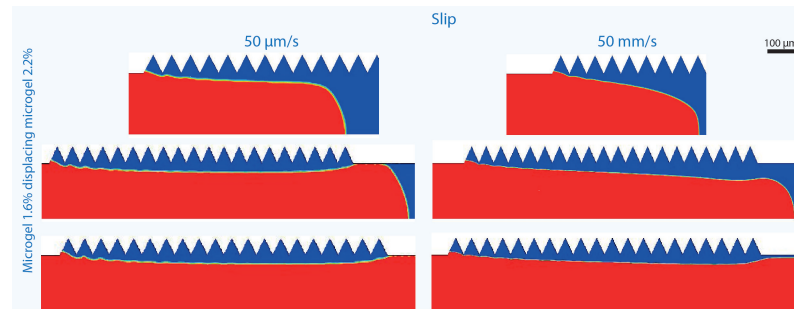 Slip
50 µm/s
50 mm/s
100 µm
Microgel 1.6% displacing microgel 2.2%